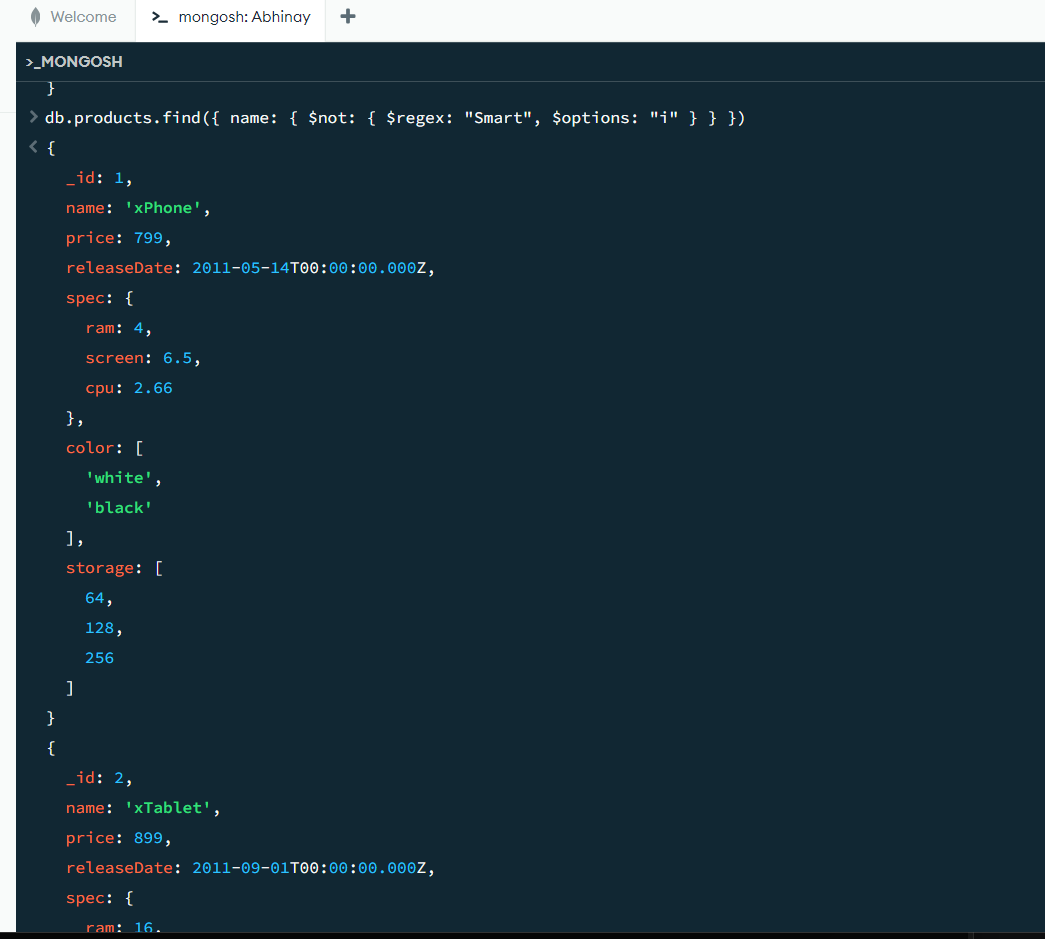 Welcome
>_ mongosh: Abhinay +
>_MONGOSH
}
> db.products.find({ name: { $not: { $regex: "Smart", $options: "i" } } })
< {
_id: 1,
name: 'xPhone',
price: 799,
releaseDate: 2011-05-14T00:00:00.000Z,
spec: {
ram: 4,
screen: 6.5,
cpu: 2.66
},
color: [
'white',
'black'
],
storage: [
64,
128,
256
]
}
{
_id: 2,
name: 'xTablet',
price: 899,
releaseDate: 2011-09-01T00:00:00.000Z,
spec: {
ram: 16,